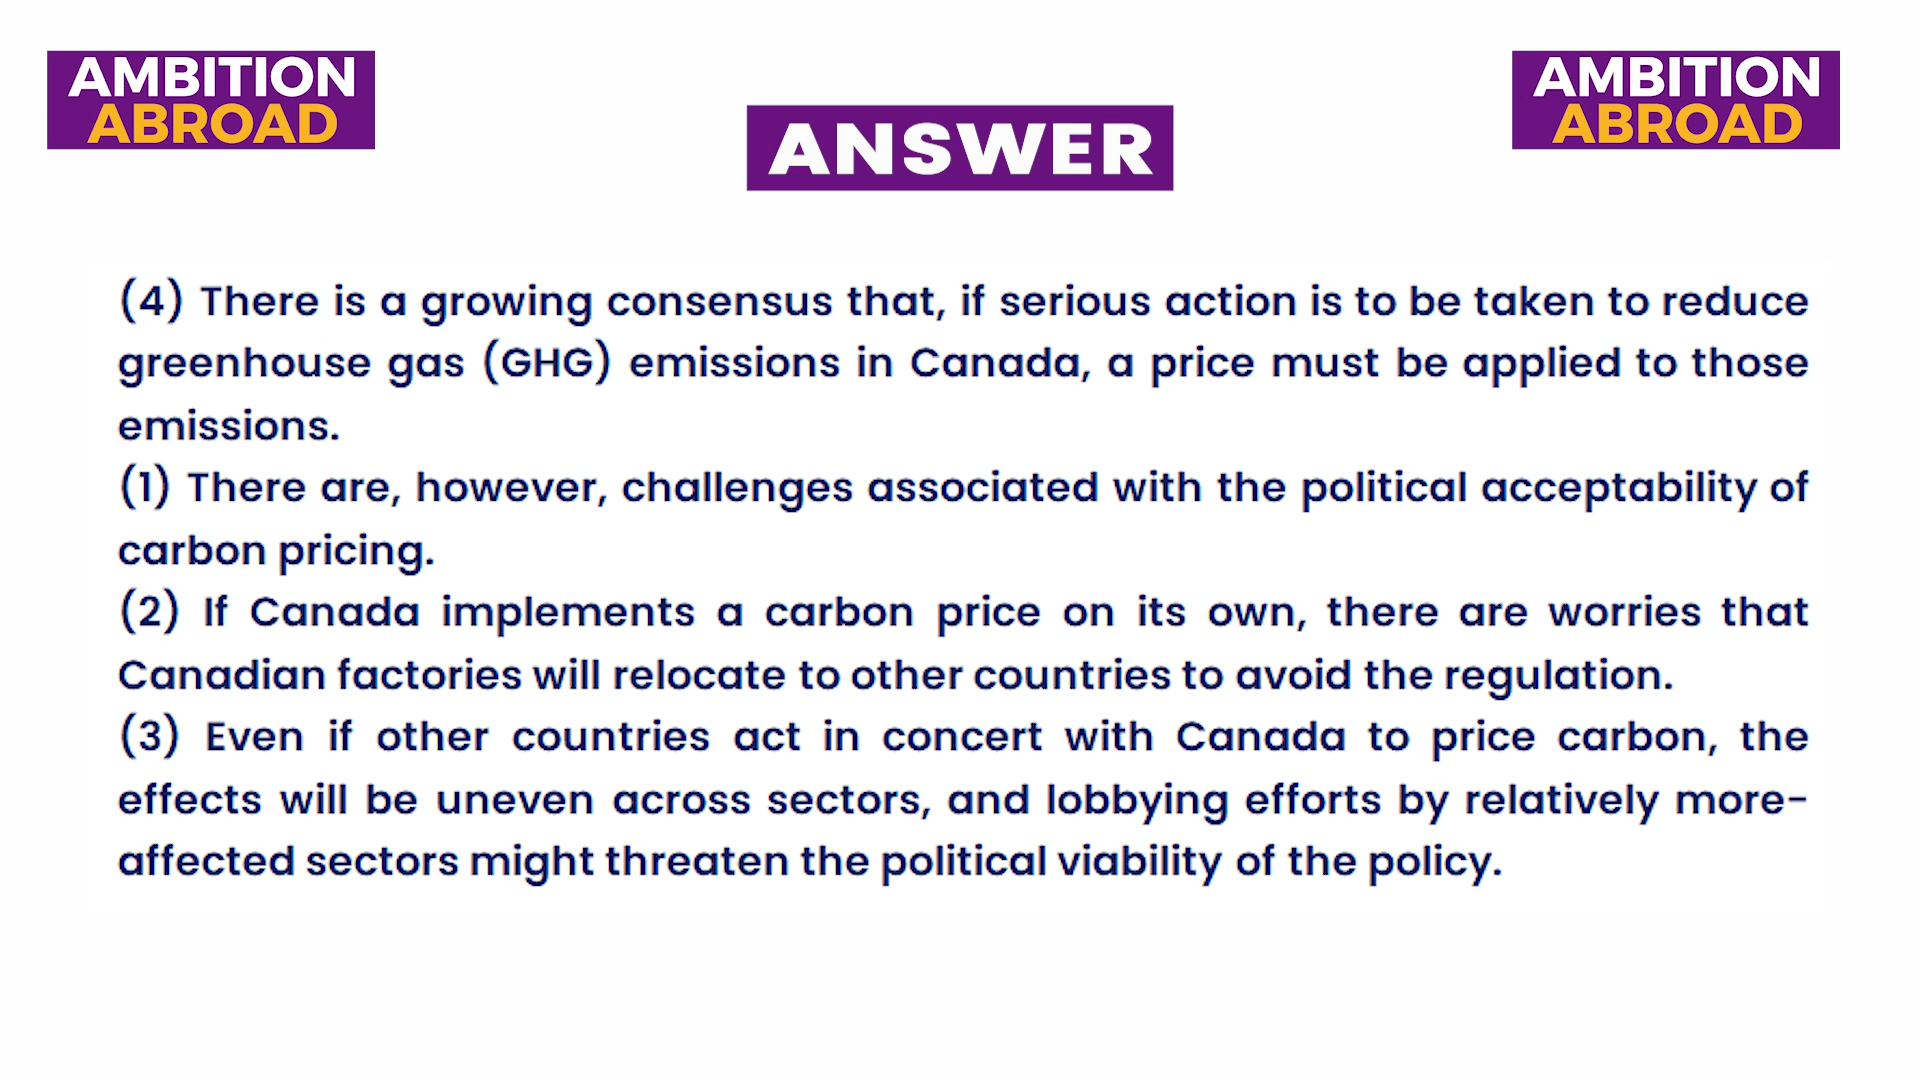 AMBITION
ABROAD
AMBITION
ABROAD
ANSWER
(4) There is a growing consensus that, if serious action is to be taken to reduce
greenhouse gas (GHG) emissions in Canada, a price must be applied to those
emissions.
(1) There are, however, challenges associated with the political acceptability of
carbon pricing.
(2) If Canada implements a carbon price on its own, there are worries that
Canadian factories will relocate to other countries to avoid the regulation.
(3) Even if other countries act in concert with Canada to price carbon, the
effects will be uneven across sectors, and lobbying efforts by relatively more-
affected sectors might threaten the political viability of the policy.